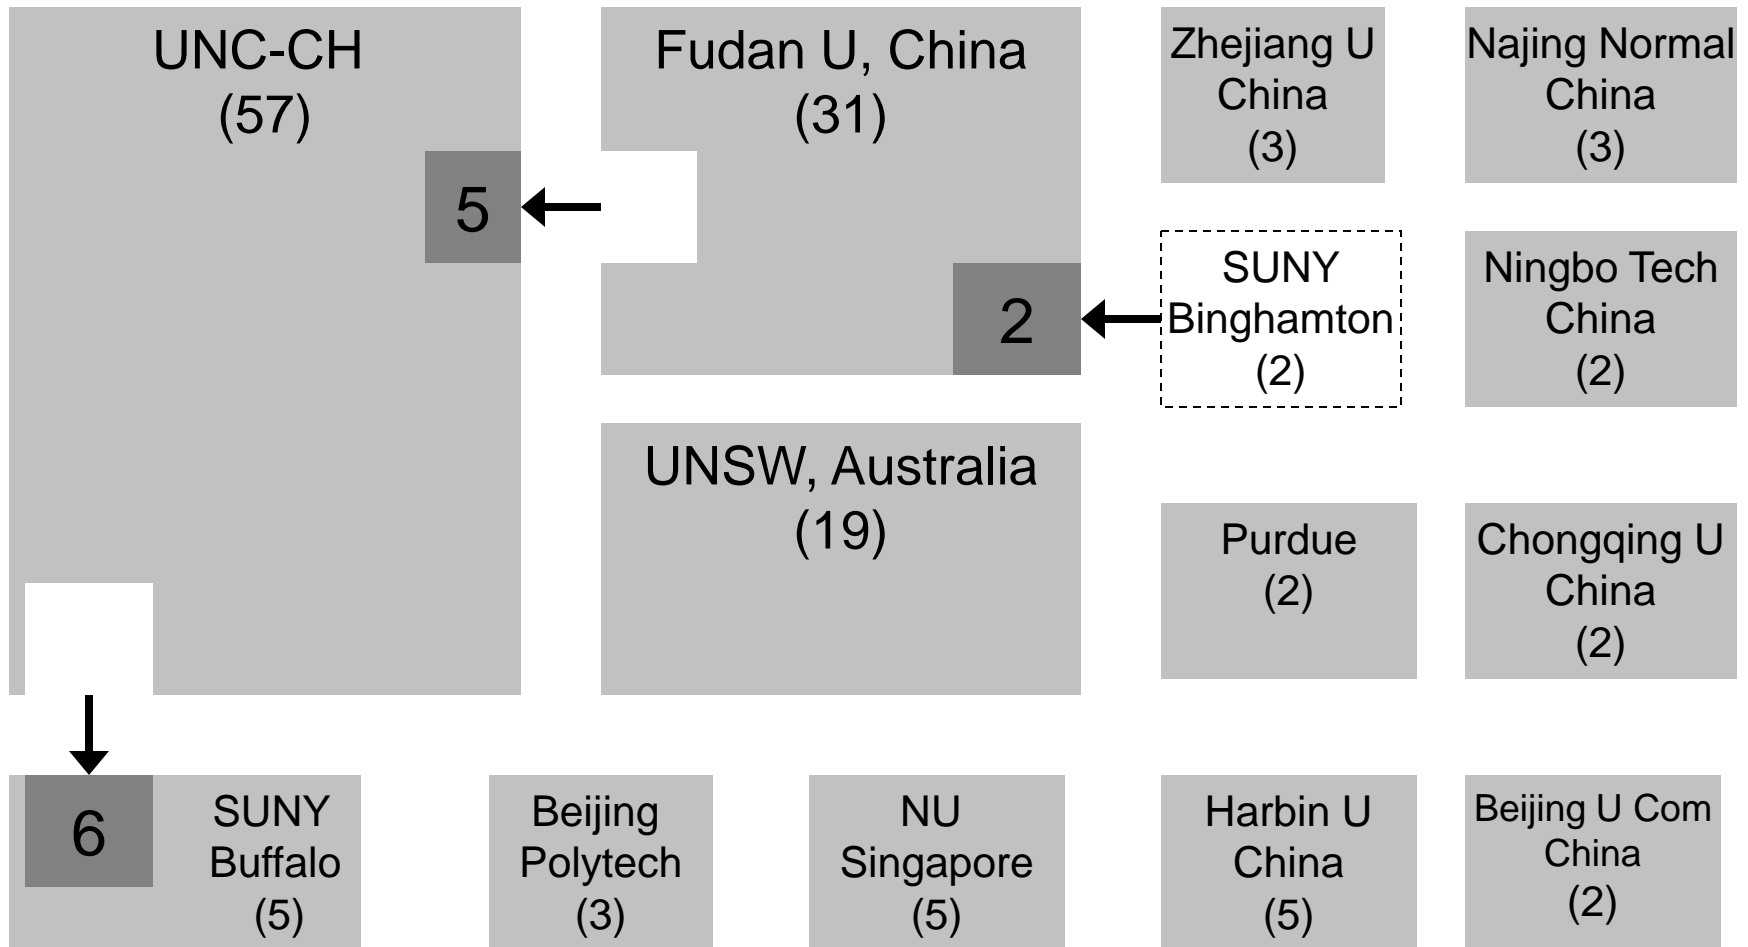 UNC-CH
(57)
Fudan U, China
(31)
Zhejiang U
China
(3)
Najing Normal
China
(3)
5
2
SUNY
Binghamton
(2)
Ningbo Tech
China
(2)
UNSW, Australia
(19)
Purdue
(2)
Chongqing U
China
(2)
6
SUNY
Buffalo
(5)
Beijing
Polytech
(3)
NU
Singapore
(5)
Harbin U
China
(5)
Beijing U Com
China
(2)